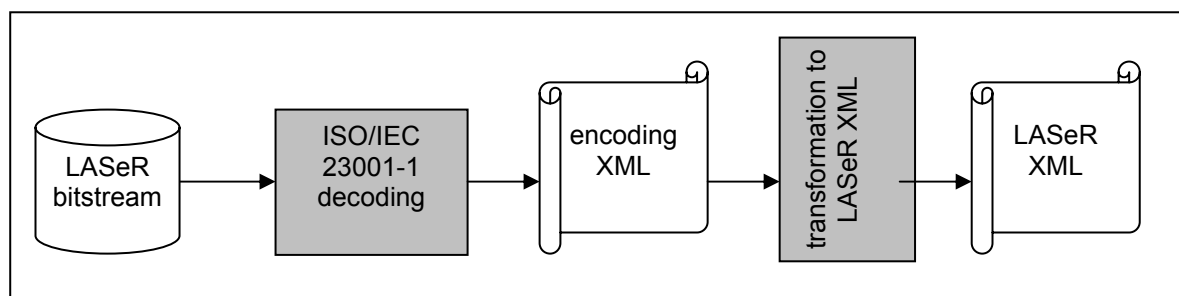 LASeR
bitstream
ISO/IEC
23001-1
decoding
encoding
XML
transformation to
LASeR XML
LASeR
XML